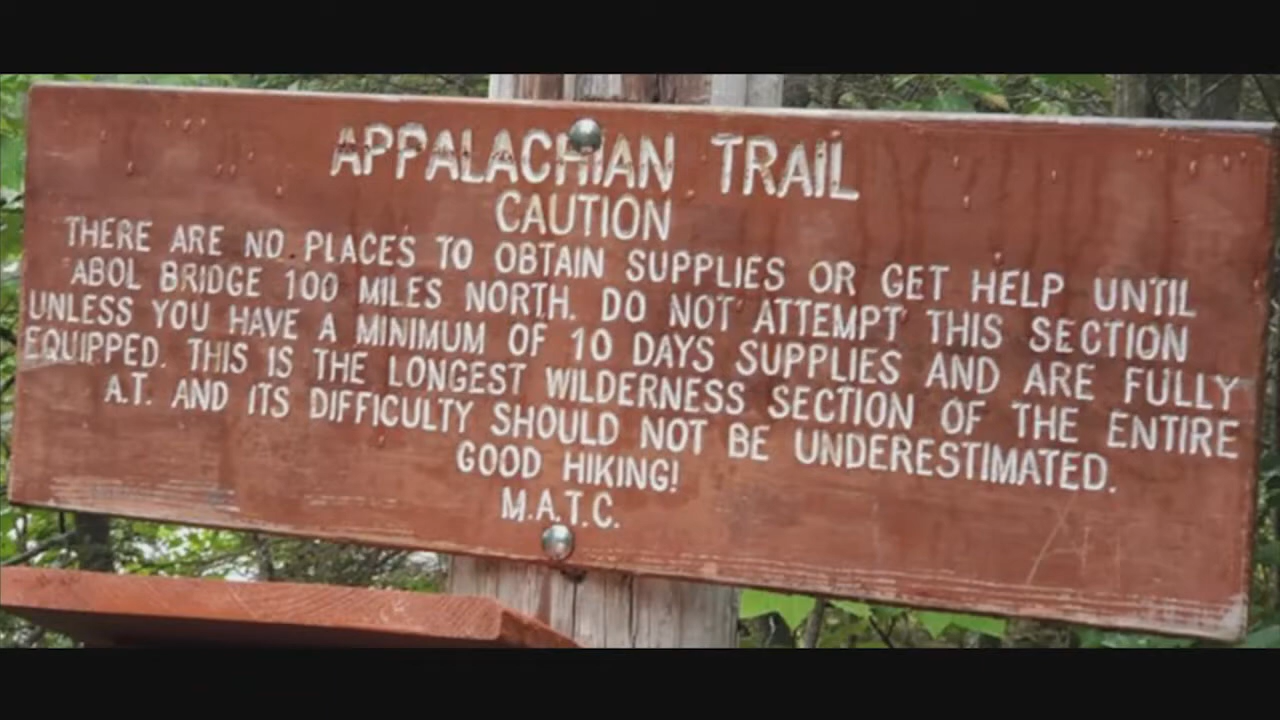 APPALACHIAN TRAIL
CAUTION
THERE ARE NO PLACES TO OBTAIN SUPPLIES OR GET HELP UNTIL
ABOL BRIDGE 100 MILES NORTH. DO NOT ATTEMPT THIS SECTION
UNLESS YOU HAVE A MINIMUM OF 10 DAYS SUPPLIES AND ARE FULLY
EQUIPPED. THIS IS THE LONGEST WILDERNESS SECTION OF THE ENTIRE
A.T. AND ITS DIFFICULTY SHOULD NOT BE UNDERESTIMATED.
GOOD HIKING!
M.A.T.C.